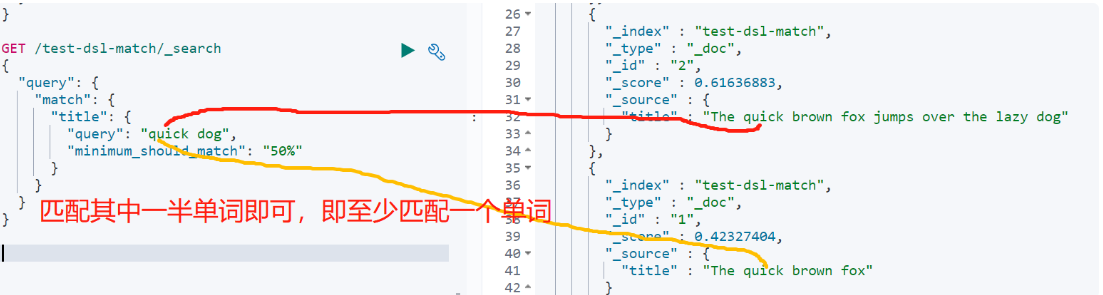 }
GET /test-dsl-match/_search
{
"query": {
"match": {
"title": {
"query": "quick dog",
"minimum_should_match": "50%"
}
}
}
}
匹配其中一半单词即可，即至少匹配一个单词
26
27 {
28 "_index" : "test-dsl-match",
29 "_type" : "_doc",
30 "_id" : "2",
31 "_score" : 0.61636883,
32 "_source" : {
33 "title" : "The quick brown fox jumps over the lazy dog"
34 }
35 },
36 {
37 "_index" : "test-dsl-match",
38 "_type" : "_doc",
39 "_id" : "1",
40 "_score" : 0.42327404,
41 "_source" : {
42 "title" : "The quick brown fox"
}